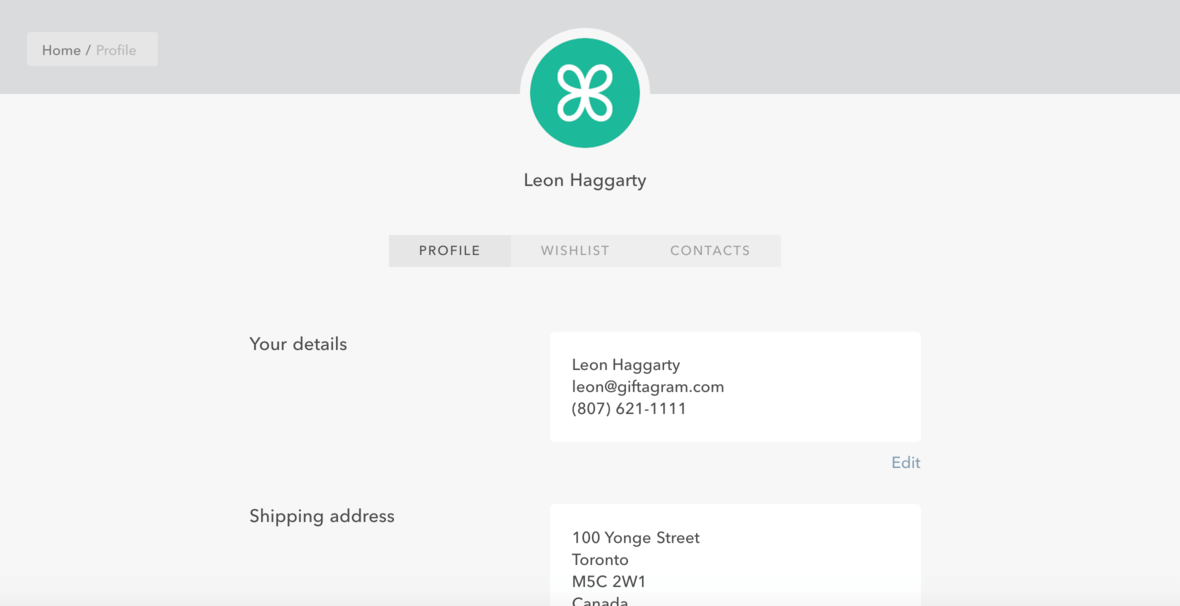 Home / Profile
Leon Haggarty
PROFILE WISHLIST CONTACTS
Your details
Leon Haggarty
leon@giftagram.com
(807) 621-1111
Edit
Shipping address
100 Yonge Street
Toronto
M5C 2W1
Canada